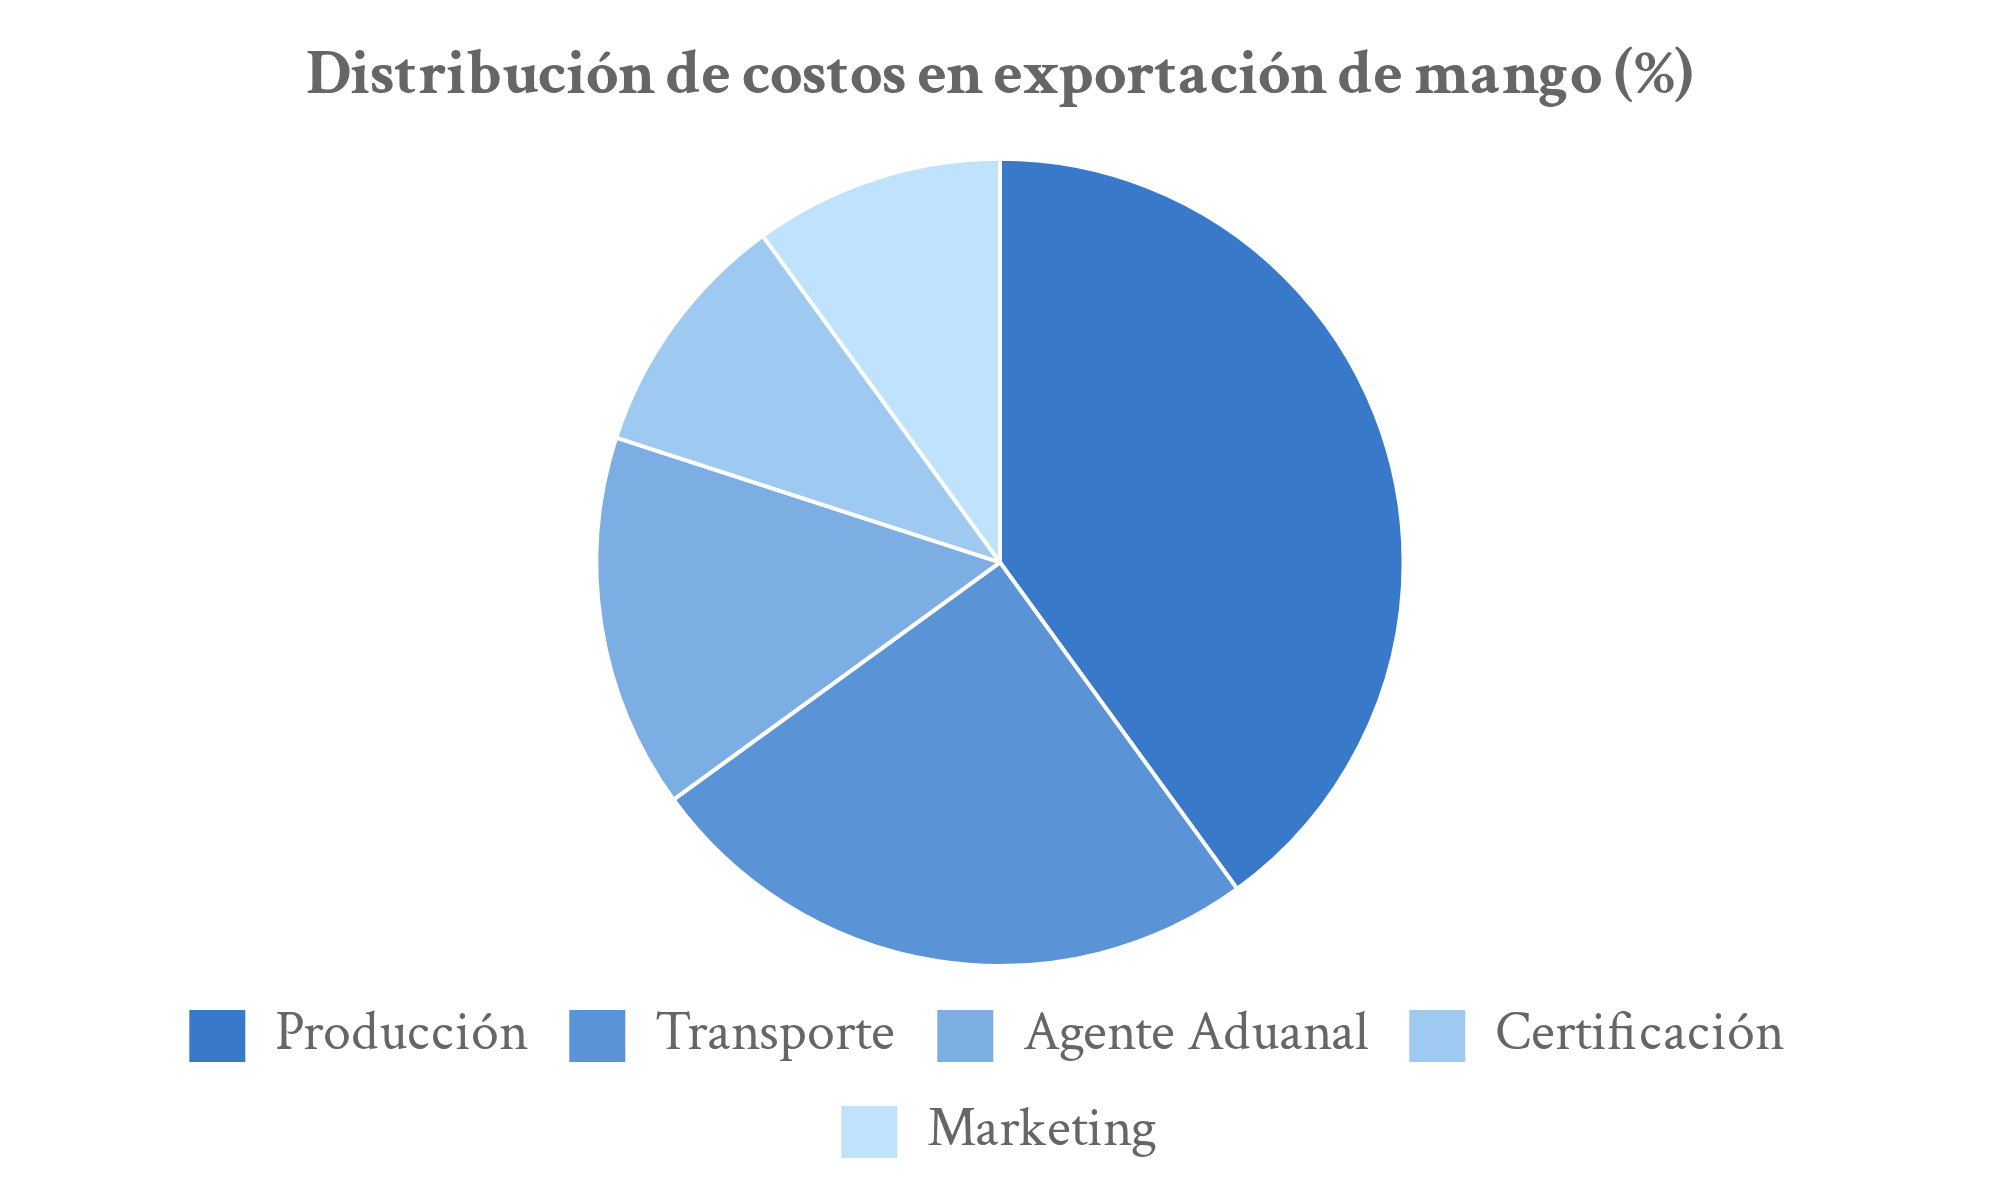 Distribución de costos en exportación de mango (%)
Producción Transporte Agente Aduanal Certificación
Marketing